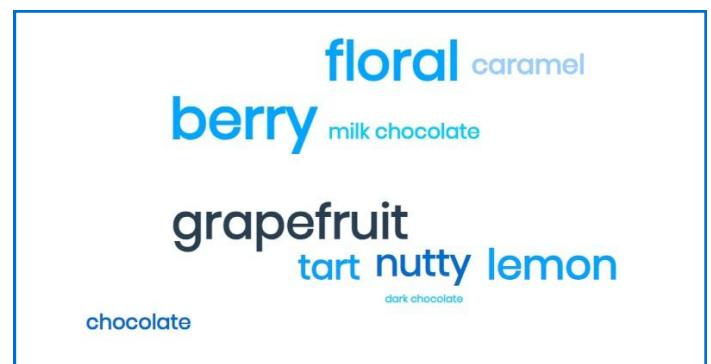 floral caramel
berry milk chocolate
grapefruit
tart nutty lemon
dark chocolate
chocolate